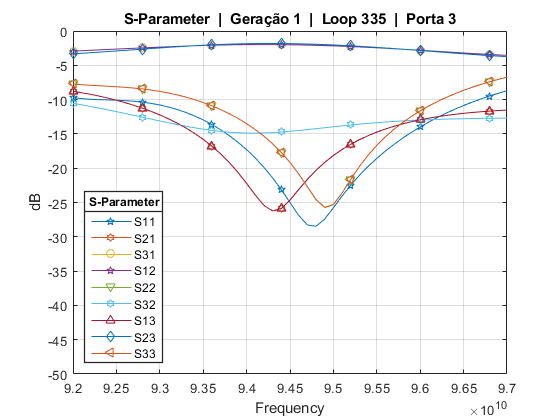 S-Parameter | Geração 1 | Loop 335 | Porta 3
0
-5
-10
-15
-20
-25
-30
-35
-40
-45
-50
dB
S-Parameter
S11
S21
S31
S12
S22
S32
S13
S23
S33
9.2 9.25 9.3 9.35 9.4 9.45 9.5 9.55 9.6 9.65 9.7
Frequency
×10^10